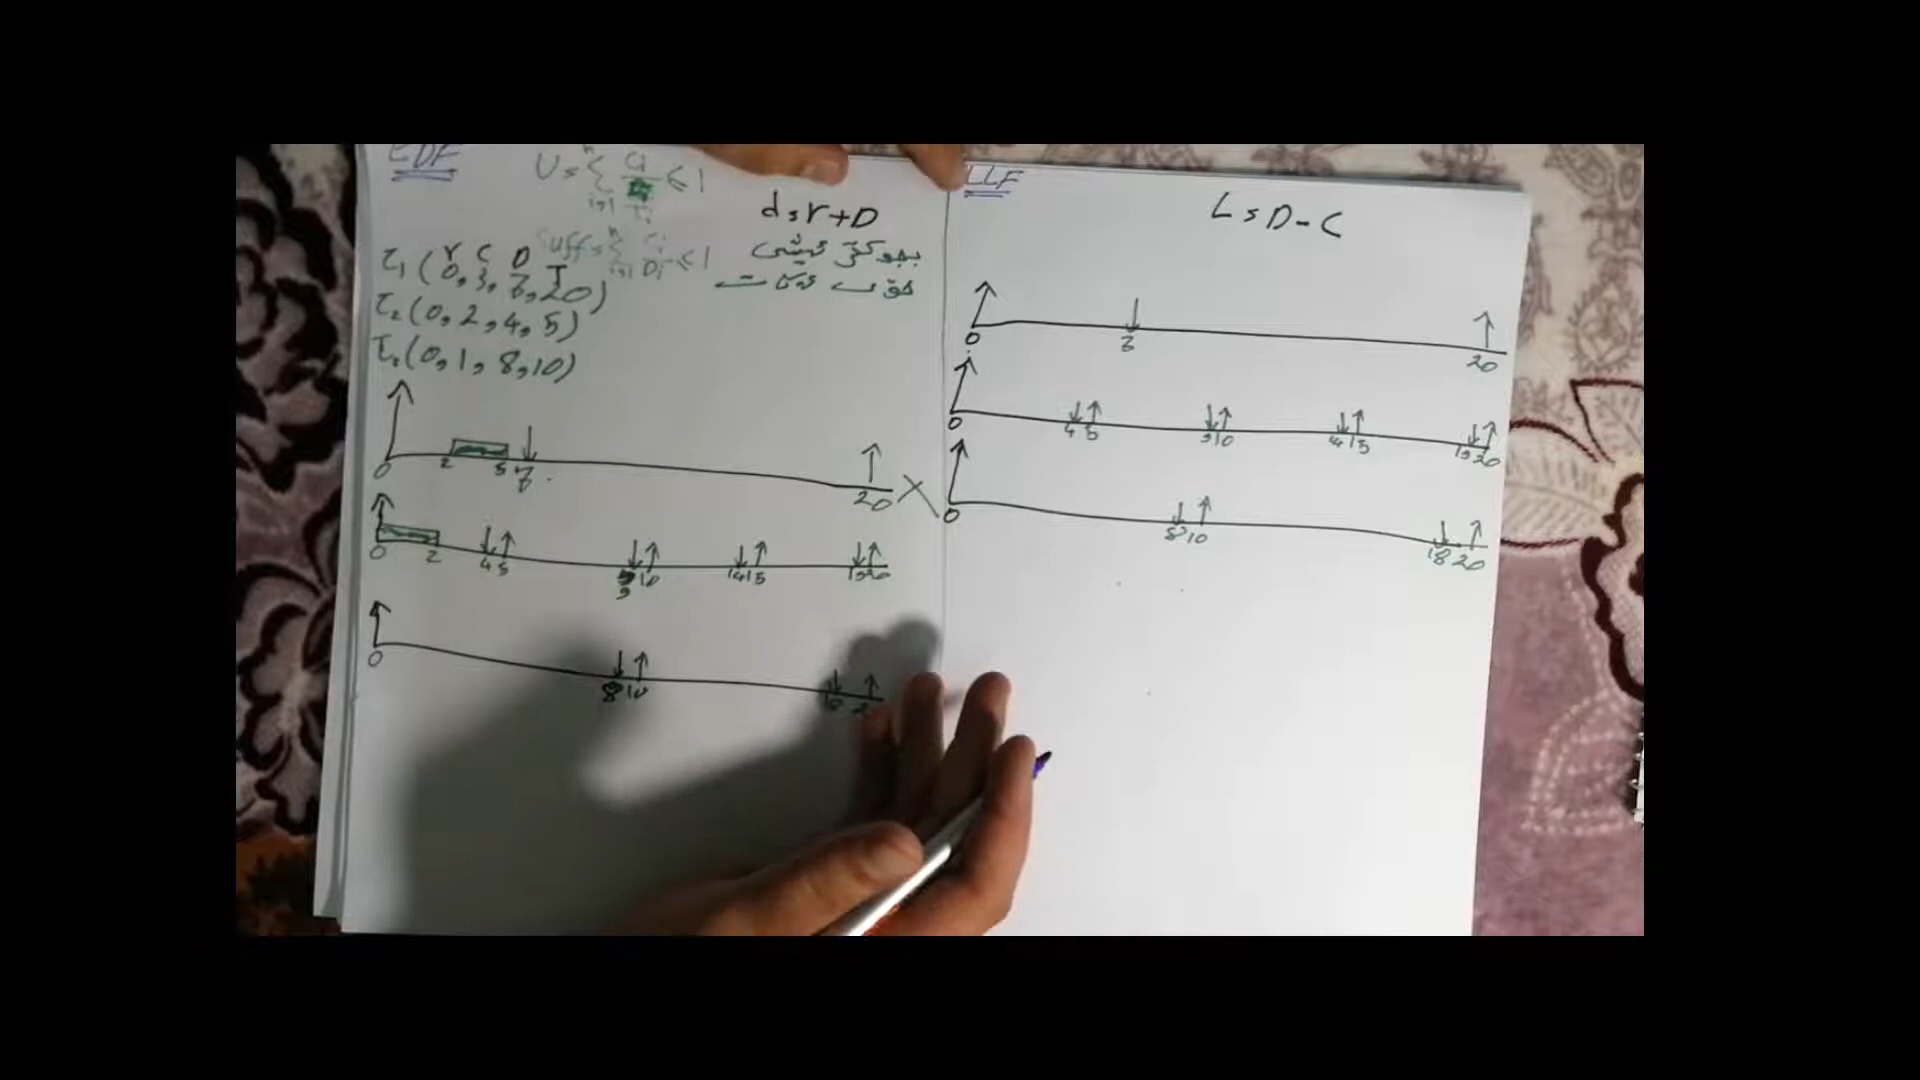 EDF
U = Σ i=1 n Ci/Ti ≤ 1
d = r + D
Suff = Σ i=1 n Ci/Di ≤ 1
r C D T
τ1 (0, 3, 7, 20)
τ2 (0, 2, 4, 5)
(0, 1, 8, 10)
0 2 5 7 20
0 2 4 5 9 10 14 15 19 20
0 8 10
LLF
L = D - C
0 20
0 4 5 9 10 14 15 19 20
0 8 10 18 20